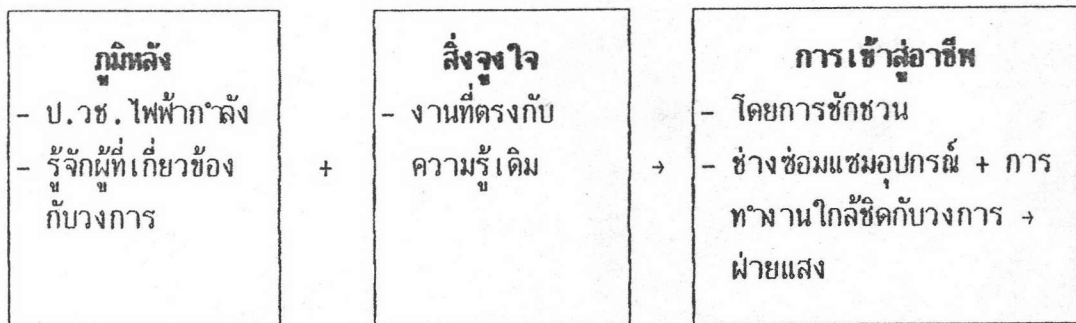 ภูมิหลัง
- ป.วช.ไฟฟ้ากำลัง
- รู้จักผู้ที่เกี่ยวข้อง
กับวงการ
+
สิ่งจูงใจ
- งานที่ตรงกับ
ความรู้เดิม
→
การเข้าสู่อาชีพ
- โดยการชักชวน
- ช่างซ่อมแซมอุปกรณ์ + การ
ทำงานใกล้ชิดกับวงการ →
ฝ่ายแสง